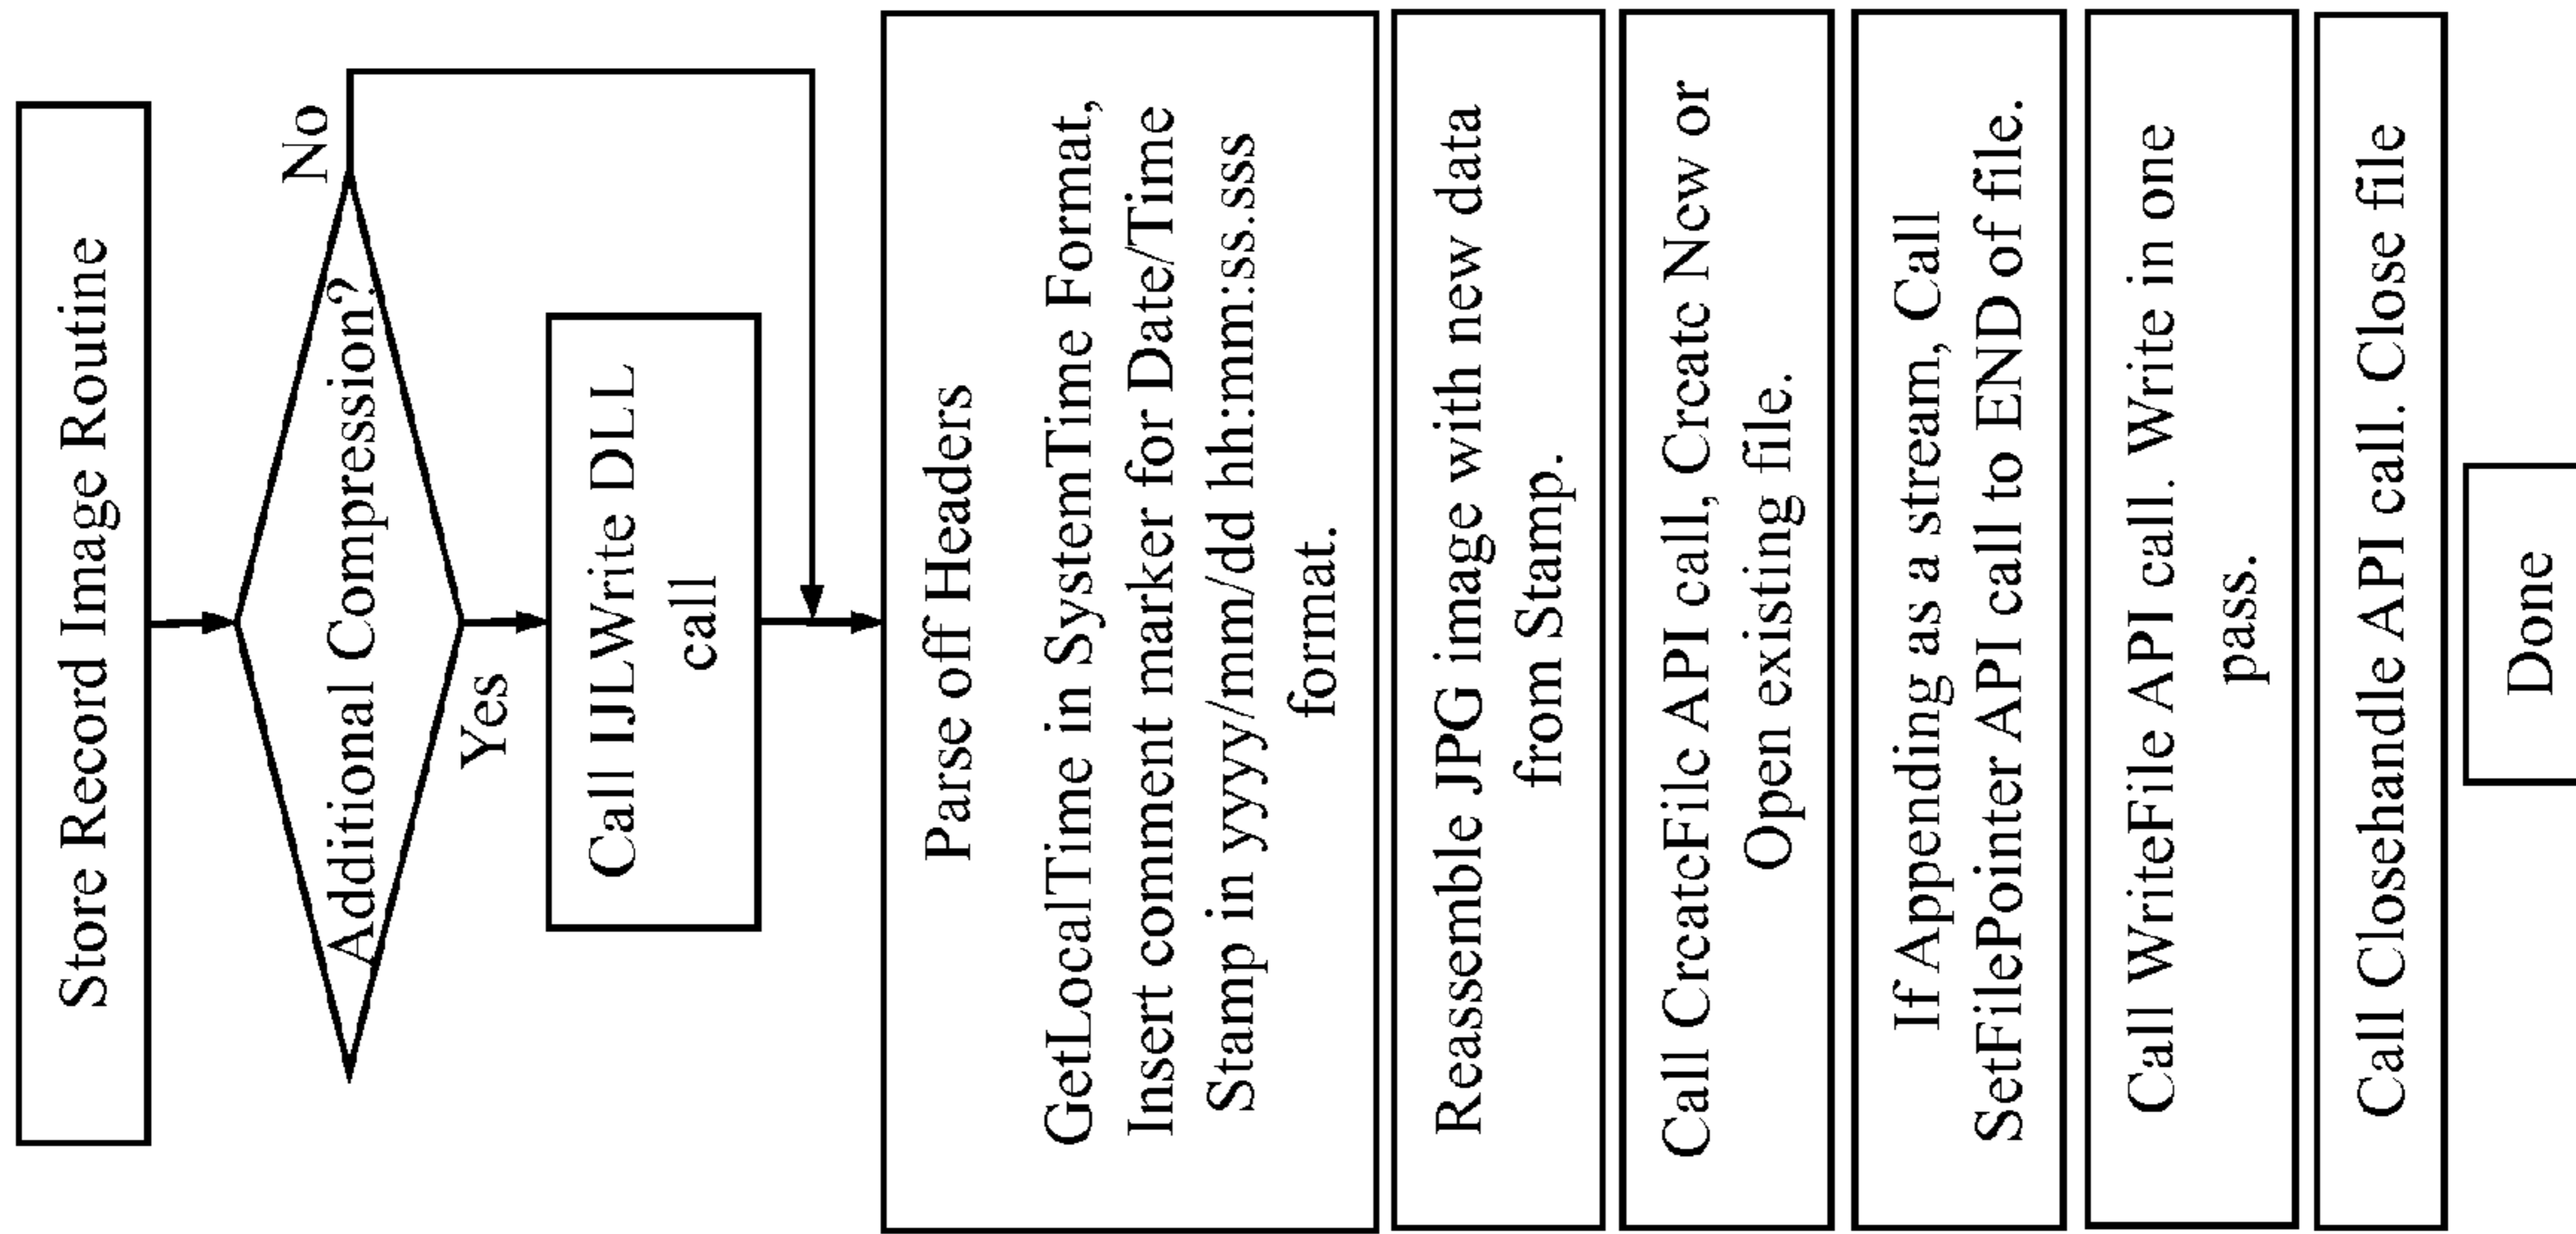 Store Record Image Routine
Additional Compression?
No
Yes
Call IJLWrite DLL
call
Parse off Headers
GetLocalTime in SystemTime Format,
Insert comment marker for Date/Time
Stamp in yyyy/mm/dd hh:mm:ss.sss
format.
Reassemble JPG image with new data
from Stamp.
Call CreateFile API call, Create New or
Open existing file.
If Appending as a stream, Call
SetFilePointer API call to END of file.
Call WriteFile API call. Write in one
pass.
Call Closehandle API call. Close file
Done